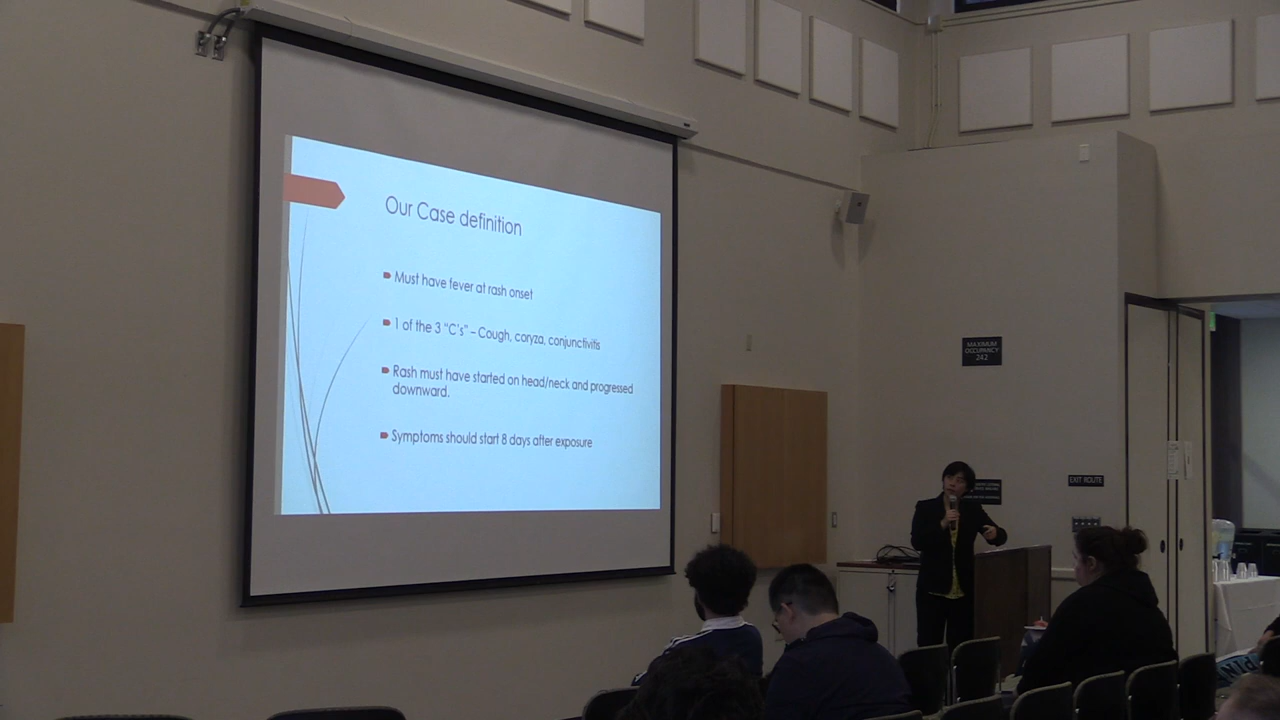 Our Case definition
Must have fever at rash onset
1 of the 3 “C’s” – Cough, coryza, conjunctivitis
Rash must have started on head/neck and progressed
downward.
Symptoms should start 8 days after exposure
MAXIMUM
OCCUPANCY
242
EXIT ROUTE
PIN